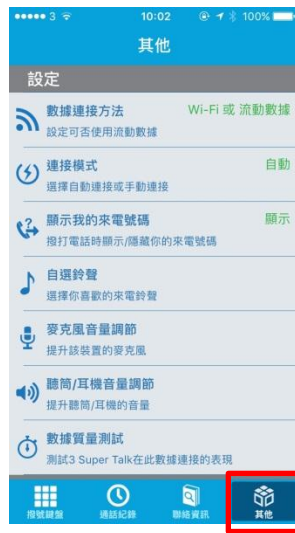 3 10:02 100%
其他
設定
數據連接方法 Wi-Fi 或 流動數據
設定可否使用流動數據
連接模式 自動
選擇自動連接或手動連接
顯示我的來電號碼 顯示
撥打電話時顯示/隱藏你的來電號碼
自選鈴聲
選擇你喜歡的來電鈴聲
麥克風音量調節
提升該裝置的麥克風
聽筒/耳機音量調節
提升聽筒/耳機的音量
數據質量測試
測試3 Super Talk在此數據連接的表現
撥號鍵盤 通話紀錄 聯絡資訊 其他